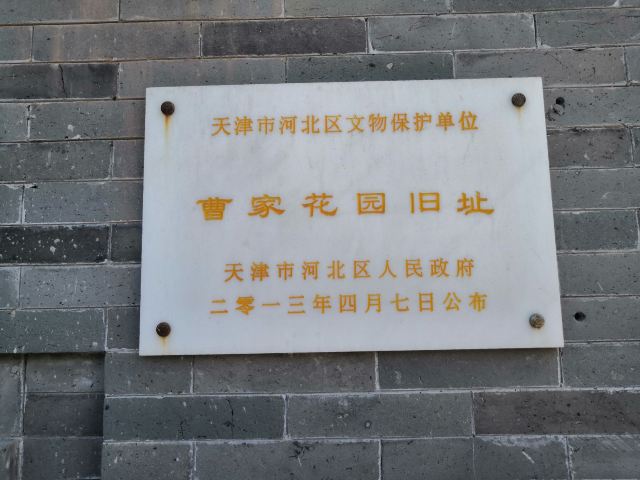 天津市河北区文物保护单位
曹家花园旧址
天津市河北区人民政府
二零一三年四月七日公布